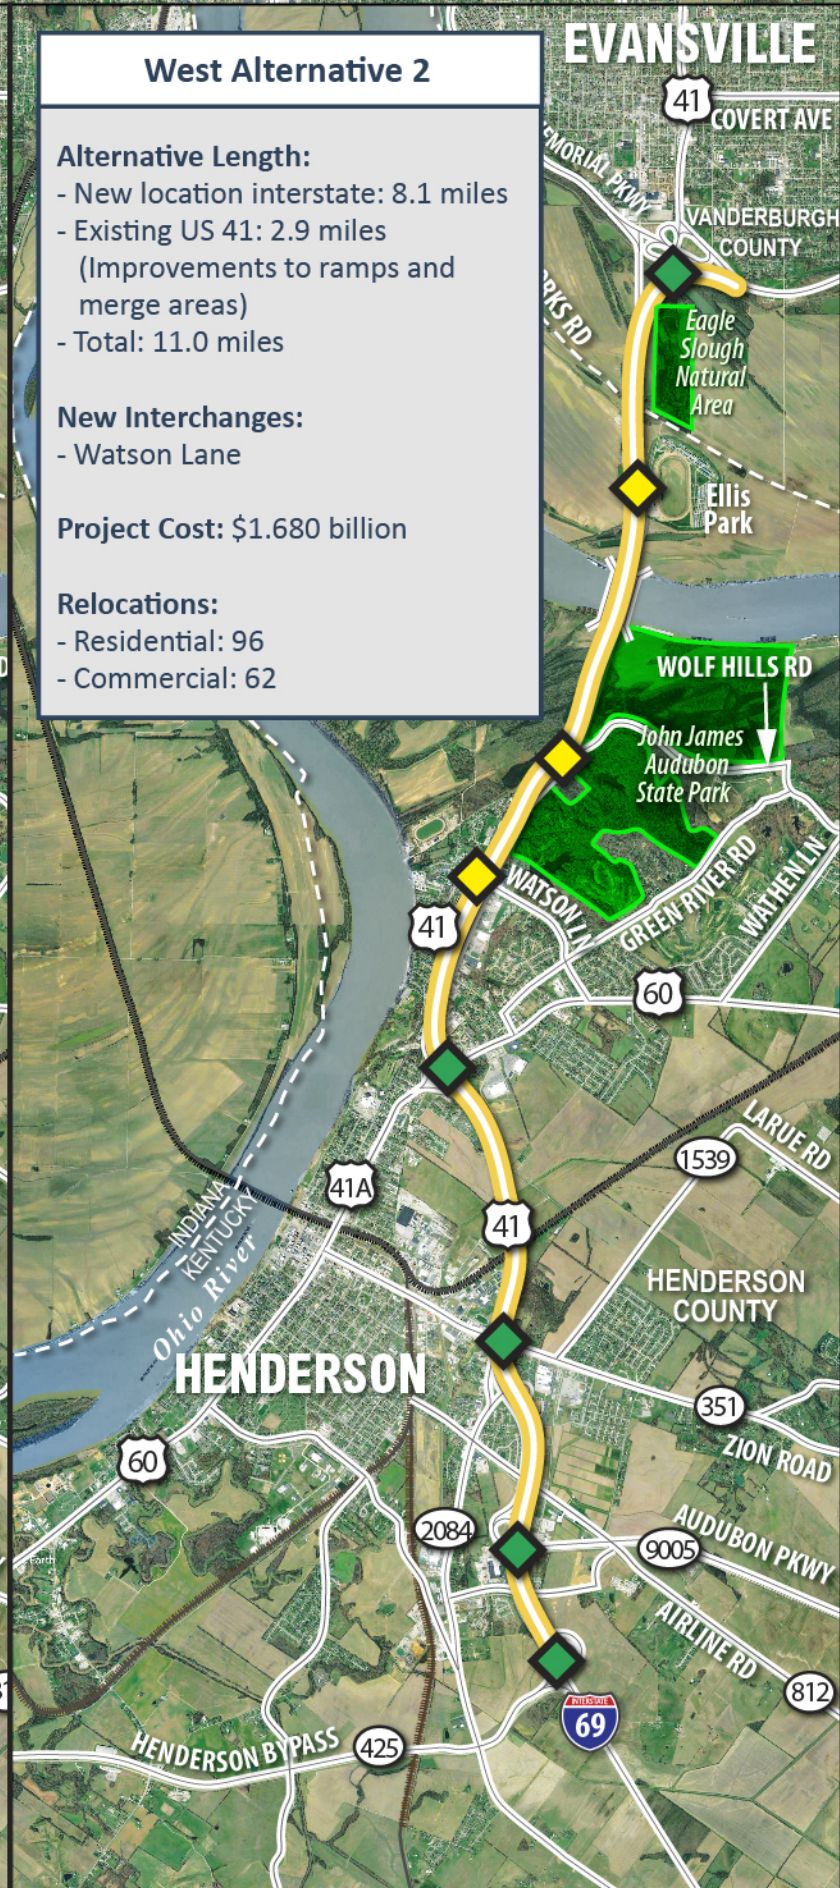 West Alternative 2
Alternative Length:
- New location interstate: 8.1 miles
- Existing US 41: 2.9 miles
(Improvements to ramps and
merge areas)
- Total: 11.0 miles
New Interchanges:
- Watson Lane
Project Cost: $1.680 billion
Relocations:
- Residential: 96
- Commercial: 62
EVANSVILLE
41
COVERT AVE
EMORIAL PKWY
VANDERBURGH
COUNTY
RKS RD
Eagle
Slough
Natural
Area
Ellis
Park
WOLF HILLS RD
John James
Audubon
State Park
WATSON LN
GREEN RIVER RD
WATHEN LN
41
60
LARUE RD
1539
41A
41
INDIANA
KENTUCKY
Ohio River
HENDERSON
COUNTY
HENDERSON
351
ZION ROAD
60
2084
AUDUBON PKWY
9005
AIRLINE RD
812
INTERSTATE
69
HENDERSON BYPASS
425